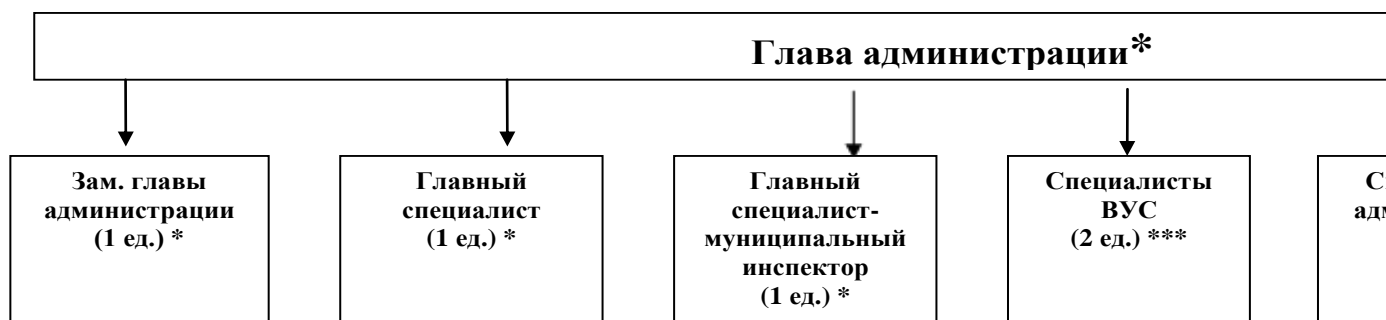 Глава администрации*
Зам. главы
администрации
(1 ед.) *
Главный
специалист
(1 ед.) *
Главный
специалист-
муниципальный
инспектор
(1 ед.) *
Специалисты
ВУС
(2 ед.) ***